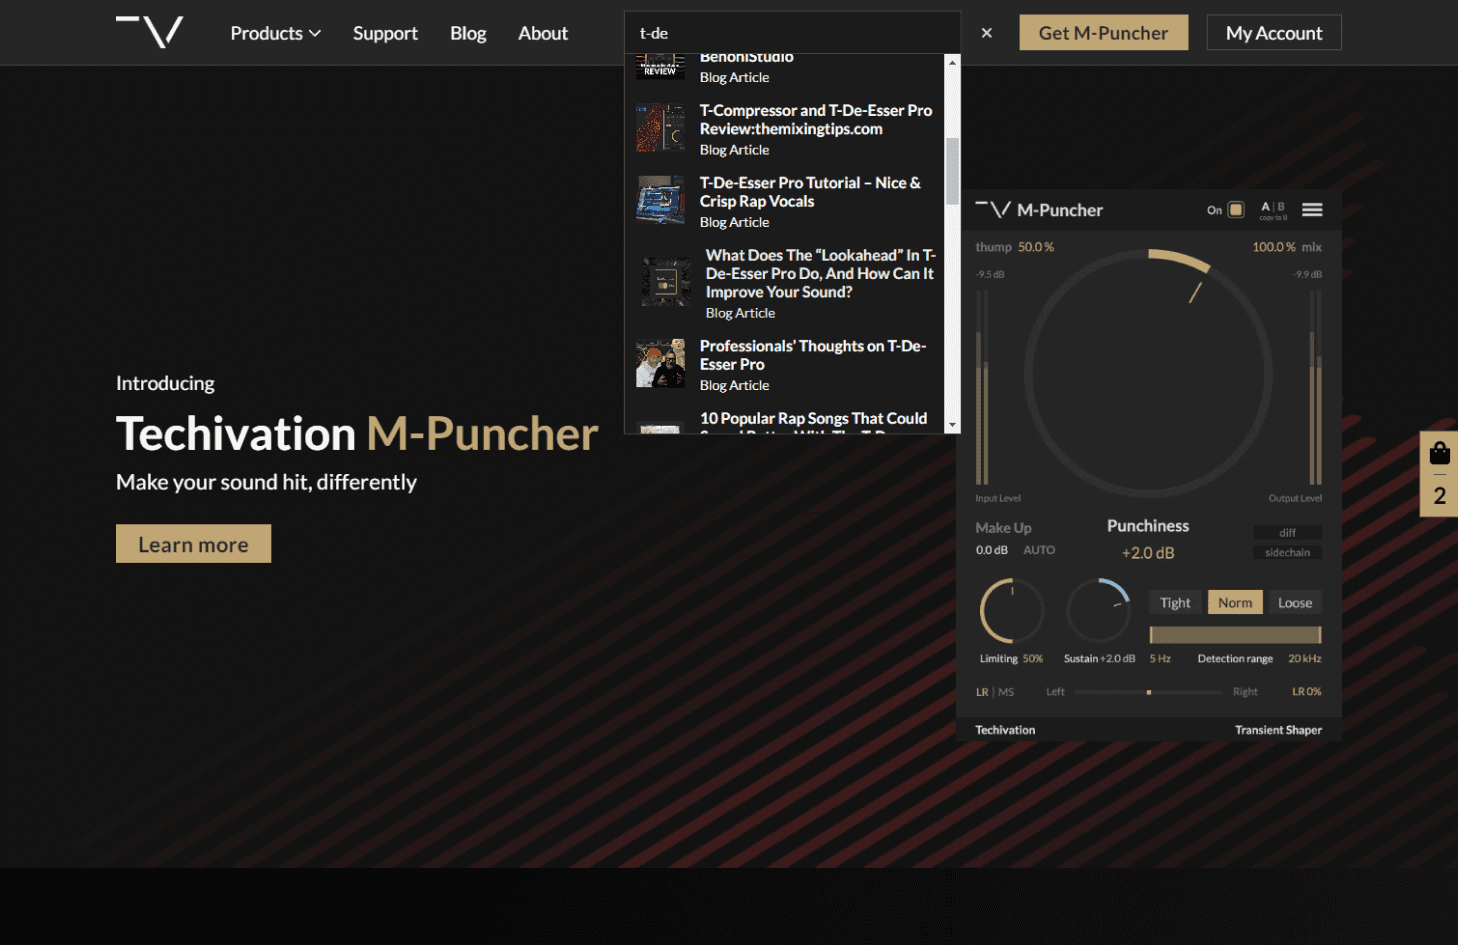 Products
Support
Blog
About
t-de
Get M-Puncher
My Account
REVIEW
BenoniStudio
Blog Article
T-Compressor and T-De-Esser Pro
Review:themixingtips.com
Blog Article
T-De-Esser Pro Tutorial – Nice &
Crisp Rap Vocals
Blog Article
What Does The “Lookahead” In T-
De-Esser Pro Do, And How Can It
Improve Your Sound?
Blog Article
Professionals’ Thoughts on T-De-
Esser Pro
Blog Article
10 Popular Rap Songs That Could
Introducing
Techivation M-Puncher
Make your sound hit, differently
Learn more
M-Puncher
On
A | B
copy to B
thump 50.0 %
100.0 % mix
-9.5 dB
-9.9 dB
Input Level
Output Level
Make Up
0.0 dB AUTO
Punchiness
+2.0 dB
diff
sidechain
Tight
Norm
Loose
Limiting 50%
Sustain +2.0 dB
5 Hz
Detection range
20 kHz
LR | MS
Left
Right
LR 0%
Techivation
Transient Shaper
2